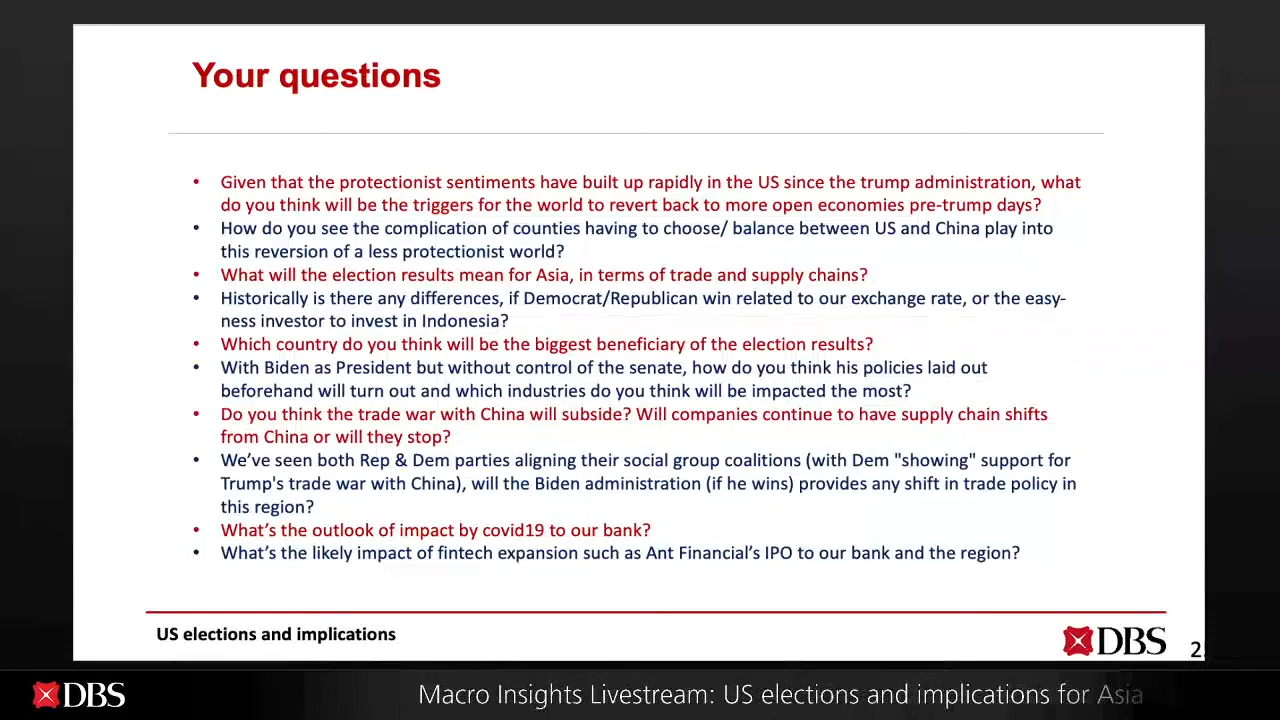 Your questions
• Given that the protectionist sentiments have built up rapidly in the US since the trump administration, what
do you think will be the triggers for the world to revert back to more open economies pre-trump days?
• How do you see the complication of counties having to choose/ balance between US and China play into
this reversion of a less protectionist world?
• What will the election results mean for Asia, in terms of trade and supply chains?
• Historically is there any differences, if Democrat/Republican win related to our exchange rate, or the easy-
ness investor to invest in Indonesia?
• Which country do you think will be the biggest beneficiary of the election results?
• With Biden as President but without control of the senate, how do you think his policies laid out
beforehand will turn out and which industries do you think will be impacted the most?
• Do you think the trade war with China will subside? Will companies continue to have supply chain shifts
from China or will they stop?
• We’ve seen both Rep & Dem parties aligning their social group coalitions (with Dem "showing" support for
Trump's trade war with China), will the Biden administration (if he wins) provides any shift in trade policy in
this region?
• What’s the outlook of impact by covid19 to our bank?
• What’s the likely impact of fintech expansion such as Ant Financial’s IPO to our bank and the region?
US elections and implications
DBS
DBS
Macro Insights Livestream: US elections and implications for Asia